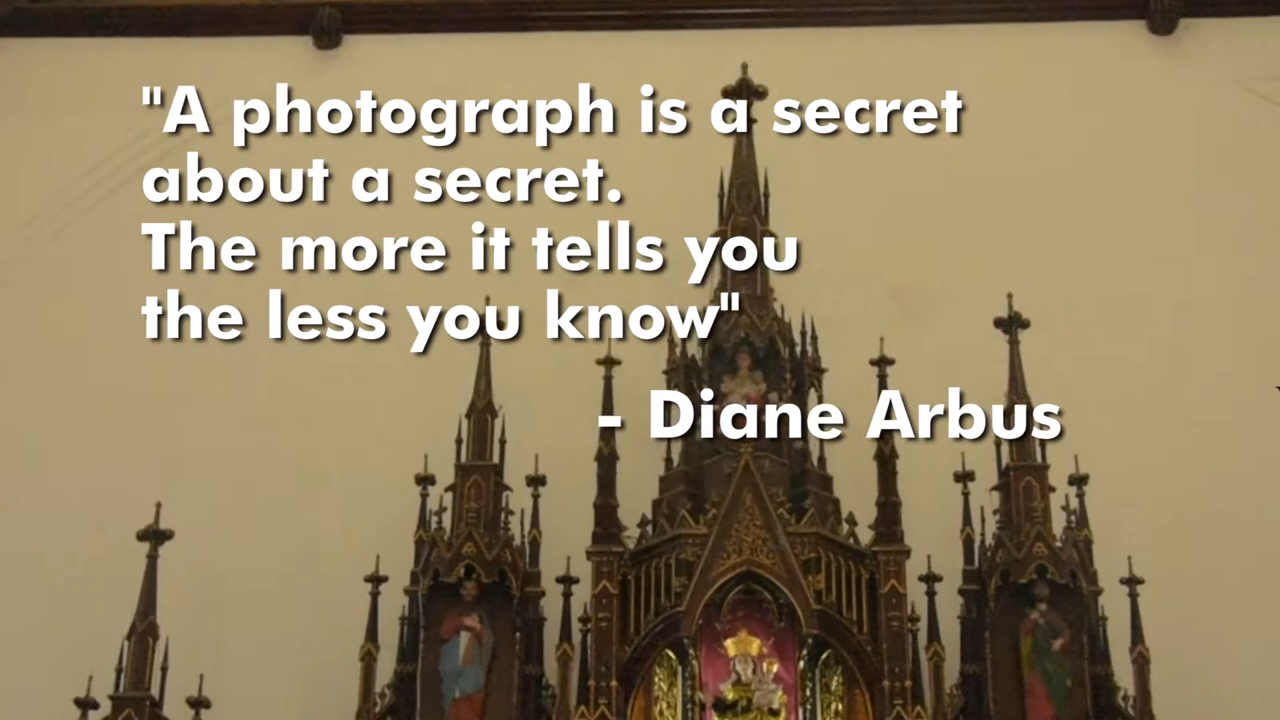 "A photograph is a secret
about a secret.
The more it tells you
the less you know"
- Diane Arbus